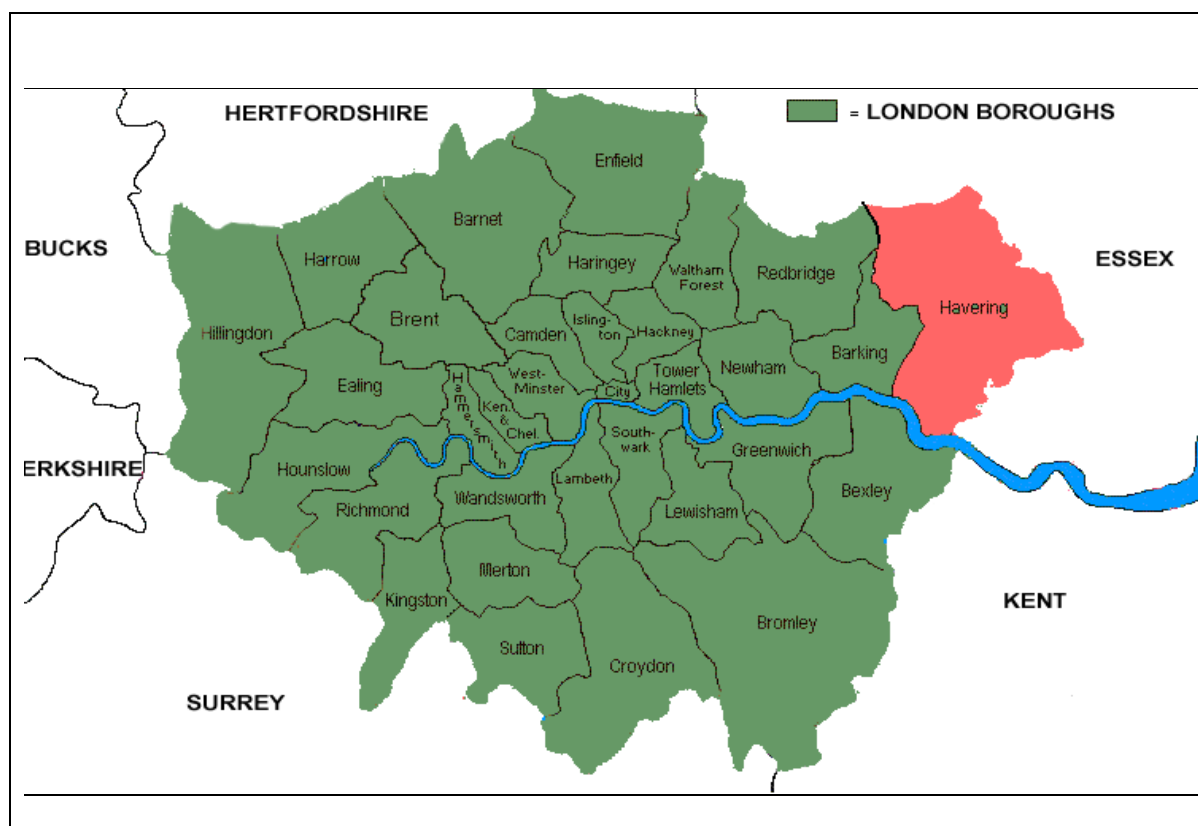 HERTFORDSHIRE
= LONDON BOROUGHS
Enfield
Barnet
BUCKS
Harrow
Haringey
Waltham
Forest
Redbridge
ESSEX
Havering
Hillingdon
Brent
Camden
Isling-
ton
Hackney
Barking
Ealing
West-
Minster
Tower
Hamlets
Newham
Hammersmith
Ken.
&
Chel.
City
South-
wark
Greenwich
ERKSHIRE
Hounslow
Richmond
Wandsworth
Lambeth
Lewisham
Bexley
Merton
Kingston
KENT
Bromley
Sutton
Croydon
SURREY